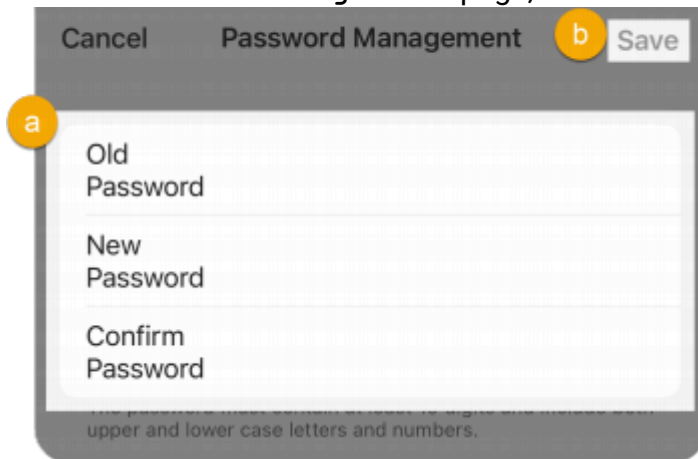 Cancel Password Management b Save
a
Old
Password
New
Password
Confirm
Password
upper and lower case letters and numbers.